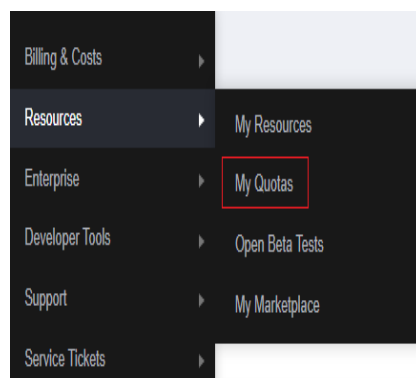 Billing & Costs
Resources
Enterprise
Developer Tools
Support
Service Tickets
My Resources
My Quotas
Open Beta Tests
My Marketplace